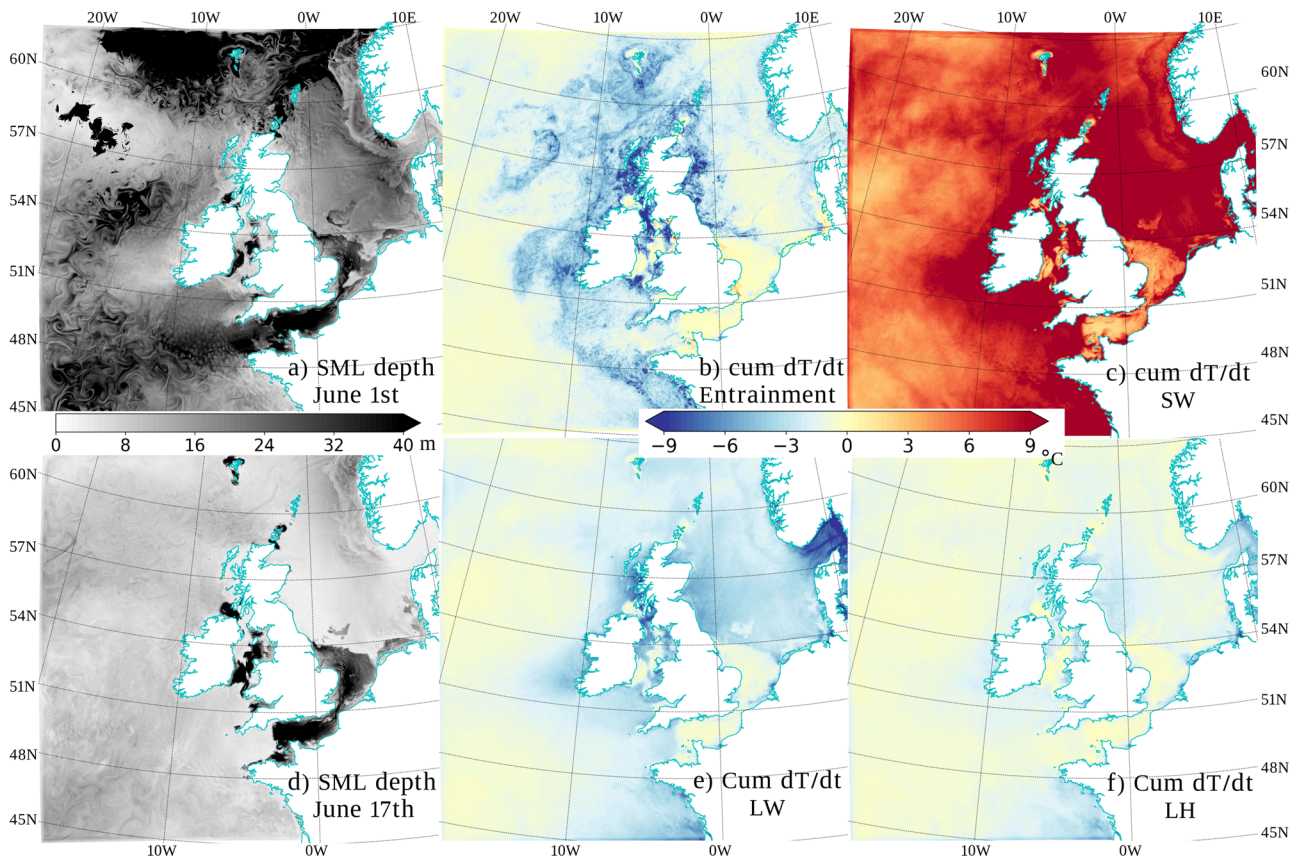 20W 10W 0W 10E 20W 10W 0W 20W 10W 0W 10E
60N
57N
54N
51N
48N
45N
60N
57N
54N
51N
48N
45N
a) SML depth
June 1st
b) cum dT/dt
Entrainment
c) cum dT/dt
SW
0 8 16 24 32 40 m
−9 −6 −3 0 3 6 9 °C
60N
57N
54N
51N
48N
45N
60N
57N
54N
51N
48N
45N
d) SML depth
June 17th
e) Cum dT/dt
LW
f) Cum dT/dt
LH
10W 0W 10W 0W 10W 0W